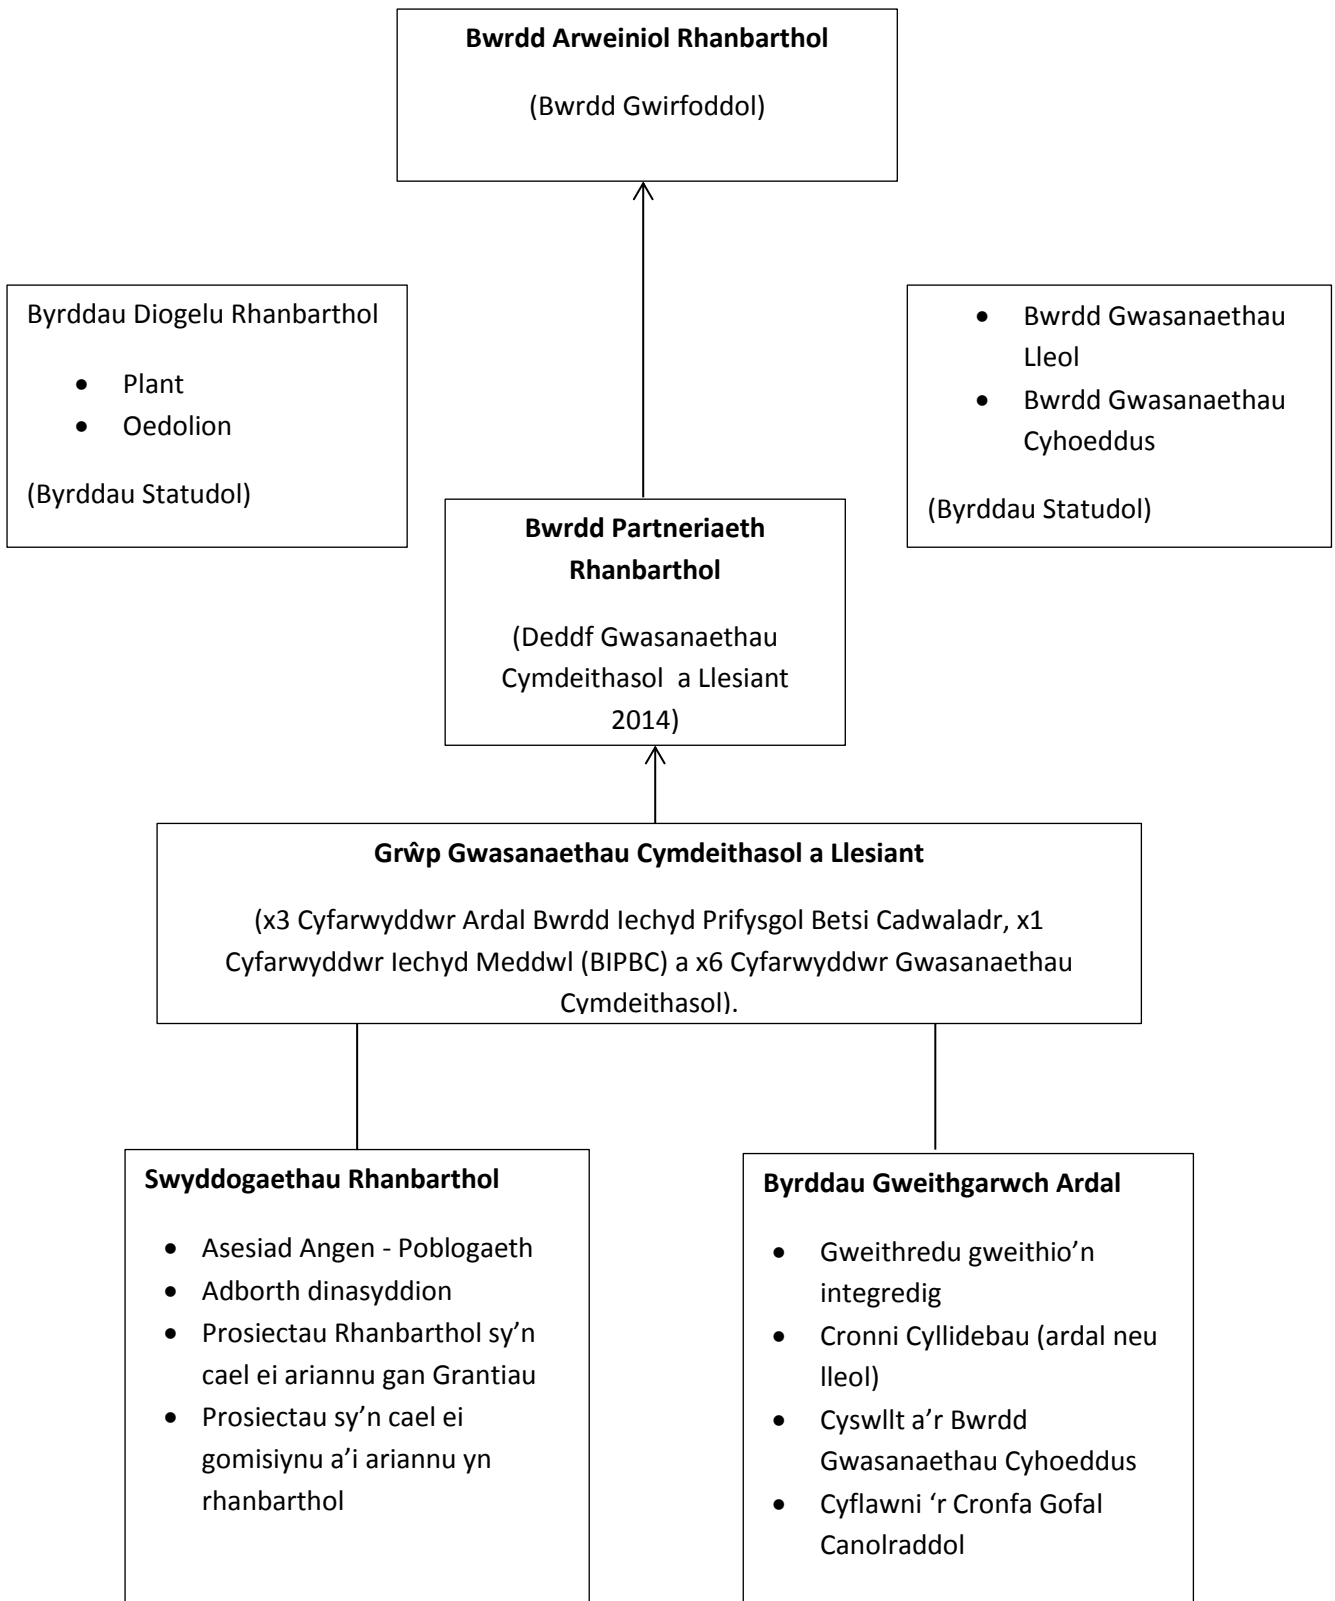 Bwrdd Arweiniol Rhanbarthol
(Bwrdd Gwirfoddol)
Byrddau Diogelu Rhanbarthol
• Plant
• Oedolion
(Byrddau Statudol)
• Bwrdd Gwasanaethau
Lleol
• Bwrdd Gwasanaethau
Cyhoeddus
(Byrddau Statudol)
Bwrdd Partneriaeth
Rhanbarthol
(Deddf Gwasanaethau
Cymdeithasol a Llesiant
2014)
Grŵp Gwasanaethau Cymdeithasol a Llesiant
(x3 Cyfarwyddwr Ardal Bwrdd Iechyd Prifysgol Betsi Cadwaladr, x1
Cyfarwyddwr Iechyd Meddwl (BIPBC) a x6 Cyfarwyddwr Gwasanaethau
Cymdeithasol).
Swyddogaethau Rhanbarthol
• Asesiad Angen - Poblogaeth
• Adborth dinasyddion
• Prosiectau Rhanbarthol sy’n
cael ei ariannu gan Grantiau
• Prosiectau sy’n cael ei
gomisiynu a’i ariannu yn
rhanbarthol
Byrddau Gweithgarwch Ardal
• Gweithredu gweithio’n
integredig
• Cronni Cyllidebau (ardal neu
lleol)
• Cyswllt a’r Bwrdd
Gwasanaethau Cyhoeddus
• Cyflawni ‘r Cronfa Gofal
Canolraddol